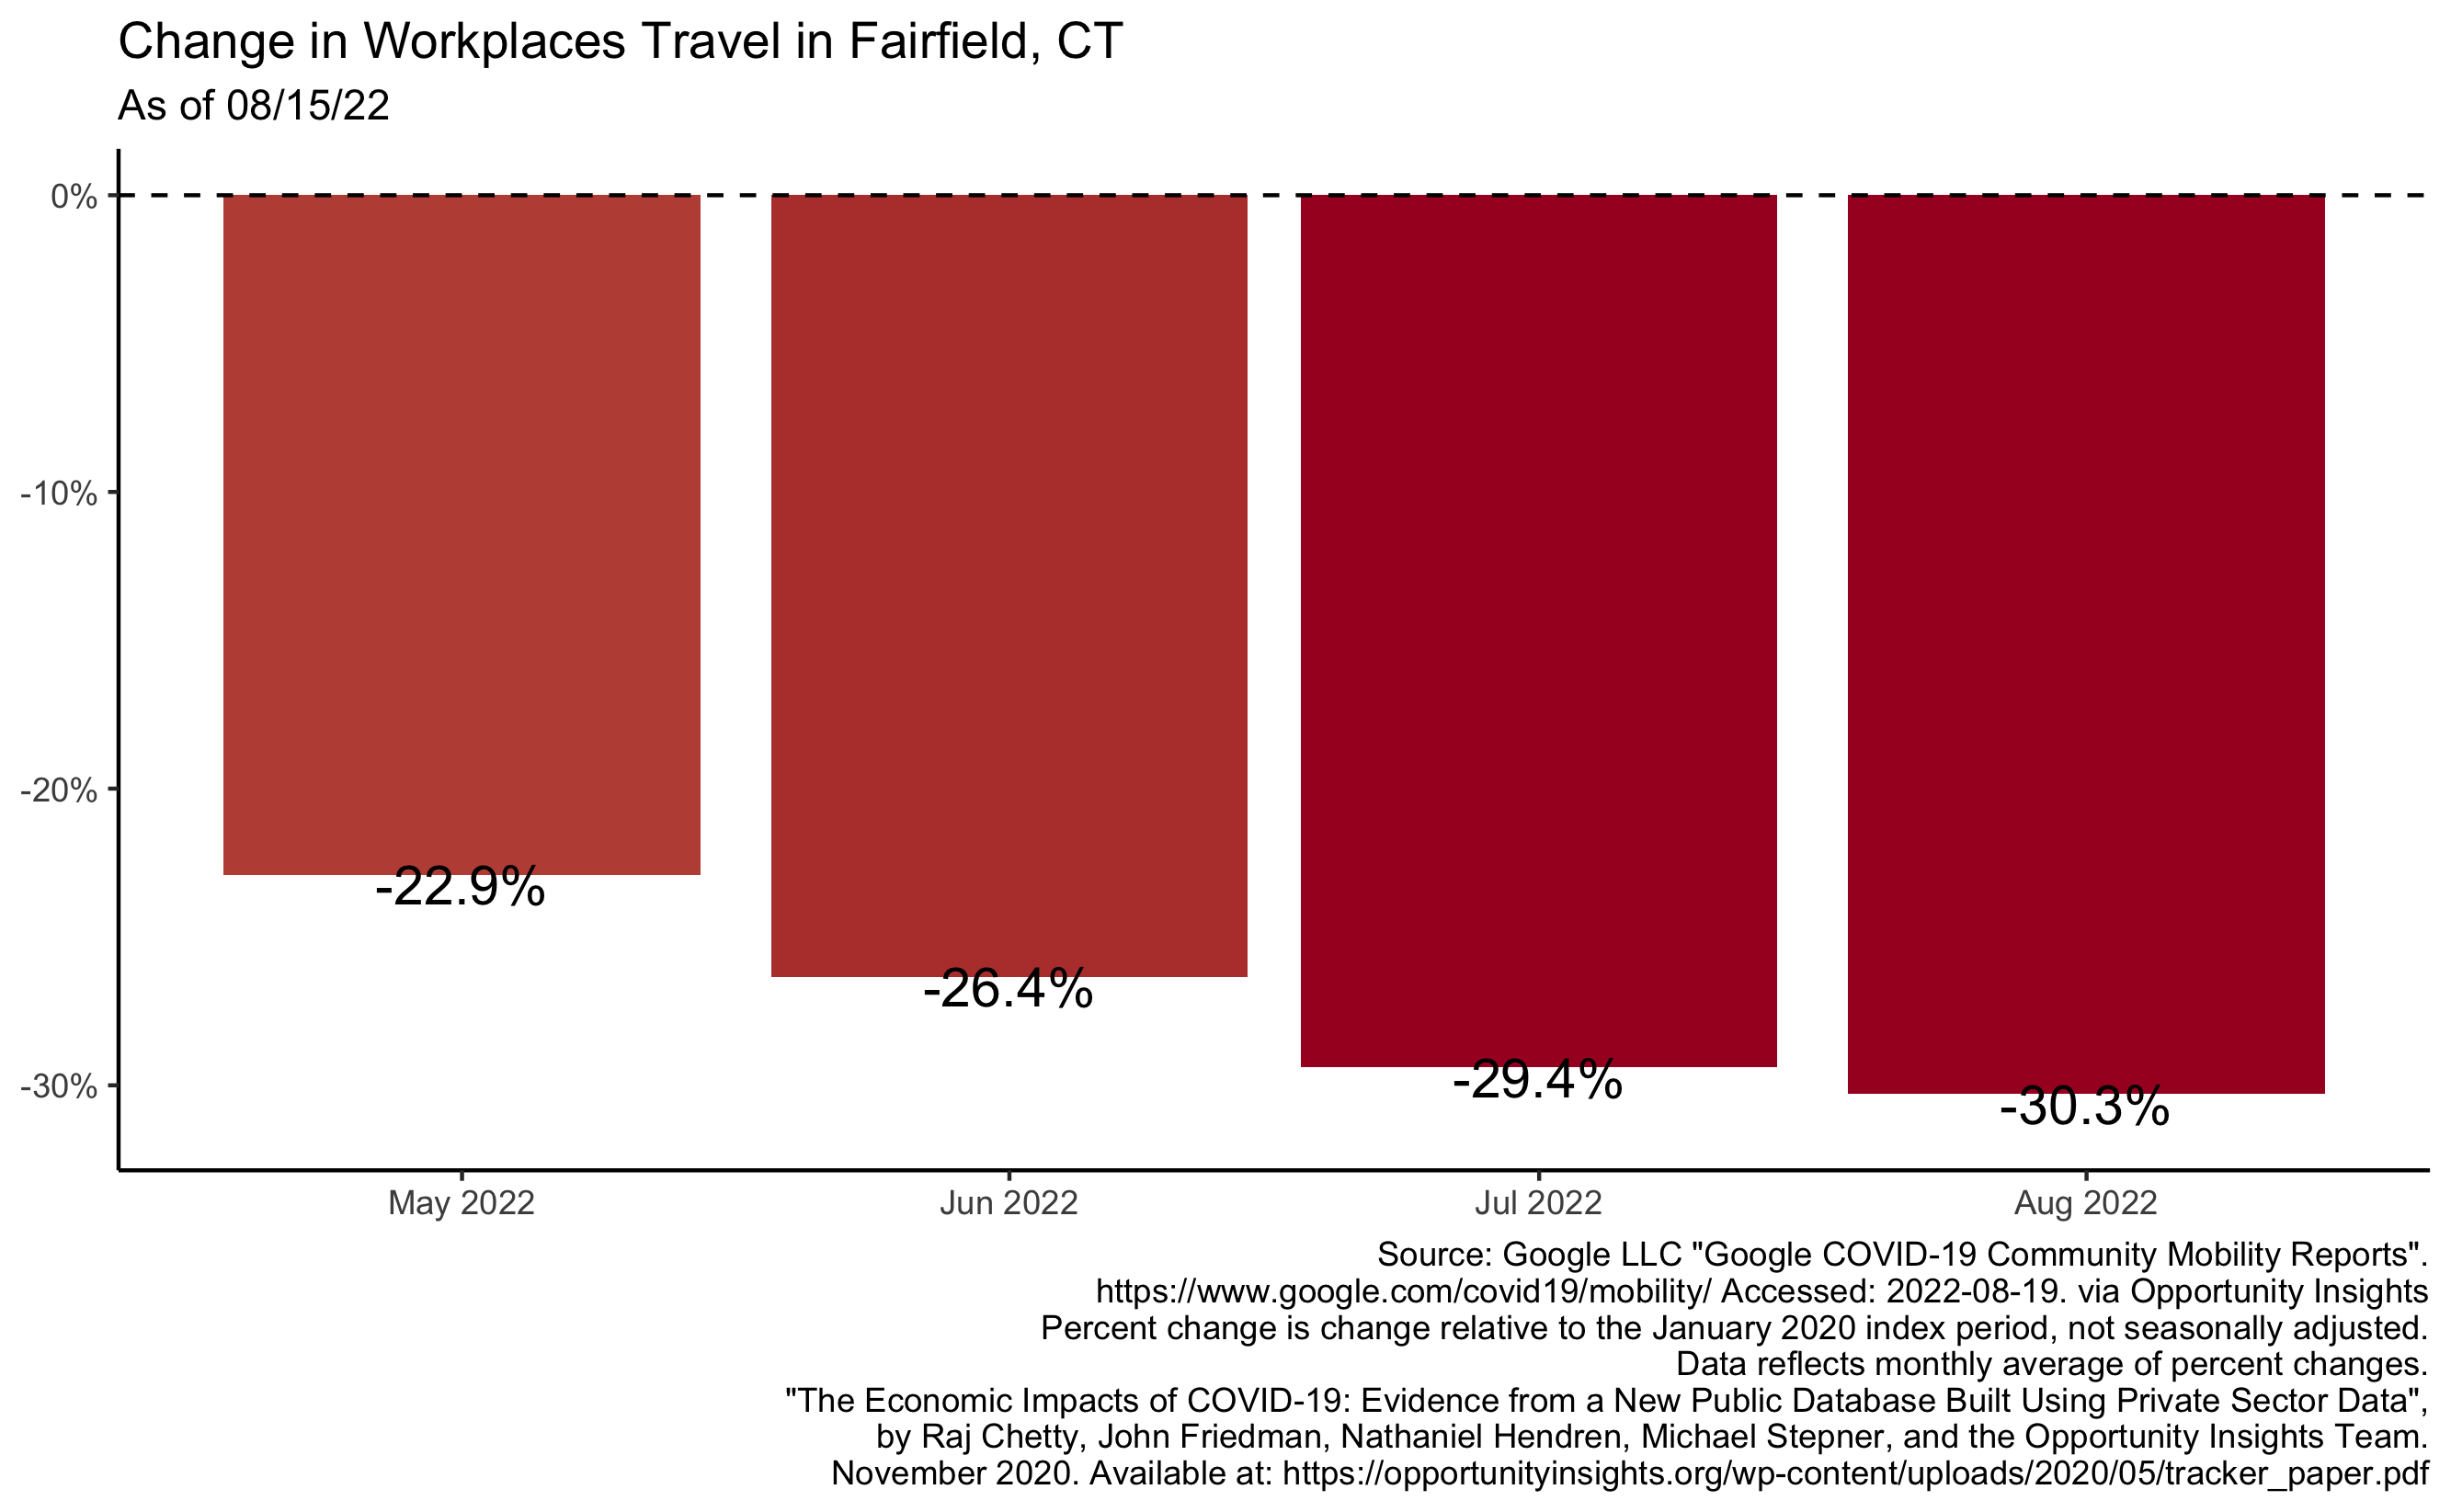 Change in Workplaces Travel in Fairfield, CT
As of 08/15/22
0%
-10%
-20%
-30%
-22.9%
-26.4%
-29.4%
-30.3%
May 2022
Jun 2022
Jul 2022
Aug 2022
Source: Google LLC "Google COVID-19 Community Mobility Reports".
https://www.google.com/covid19/mobility/ Accessed: 2022-08-19. via Opportunity Insights
Percent change is change relative to the January 2020 index period, not seasonally adjusted.
Data reflects monthly average of percent changes.
"The Economic Impacts of COVID-19: Evidence from a New Public Database Built Using Private Sector Data",
by Raj Chetty, John Friedman, Nathaniel Hendren, Michael Stepner, and the Opportunity Insights Team.
November 2020. Available at: https://opportunityinsights.org/wp-content/uploads/2020/05/tracker_paper.pdf